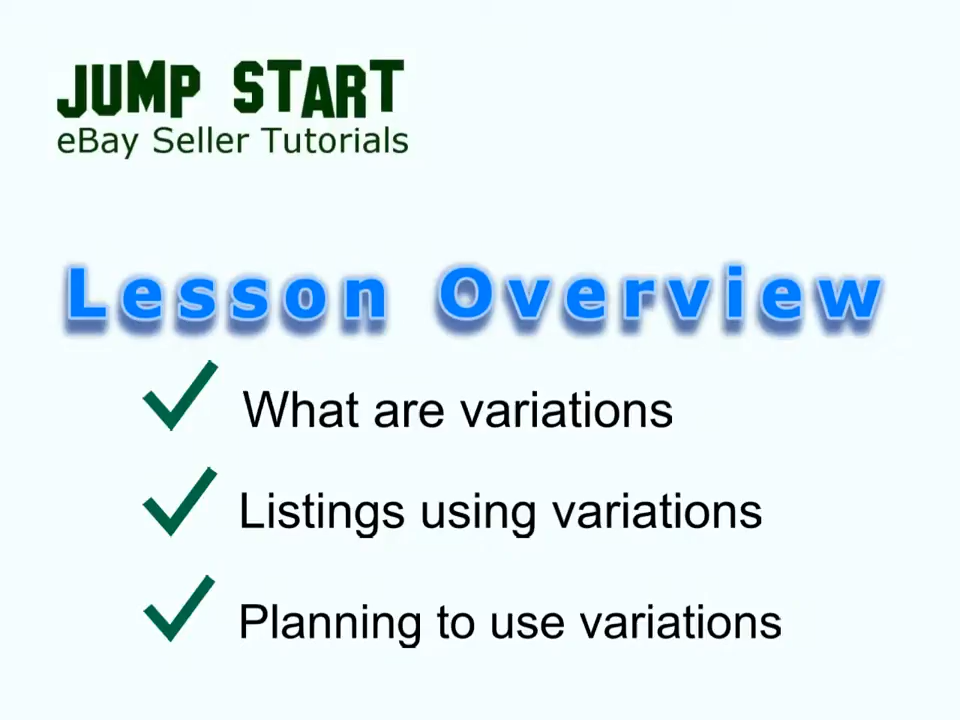 JUMP START
eBay Seller Tutorials
Lesson Overview
What are variations
Listings using variations
Planning to use variations